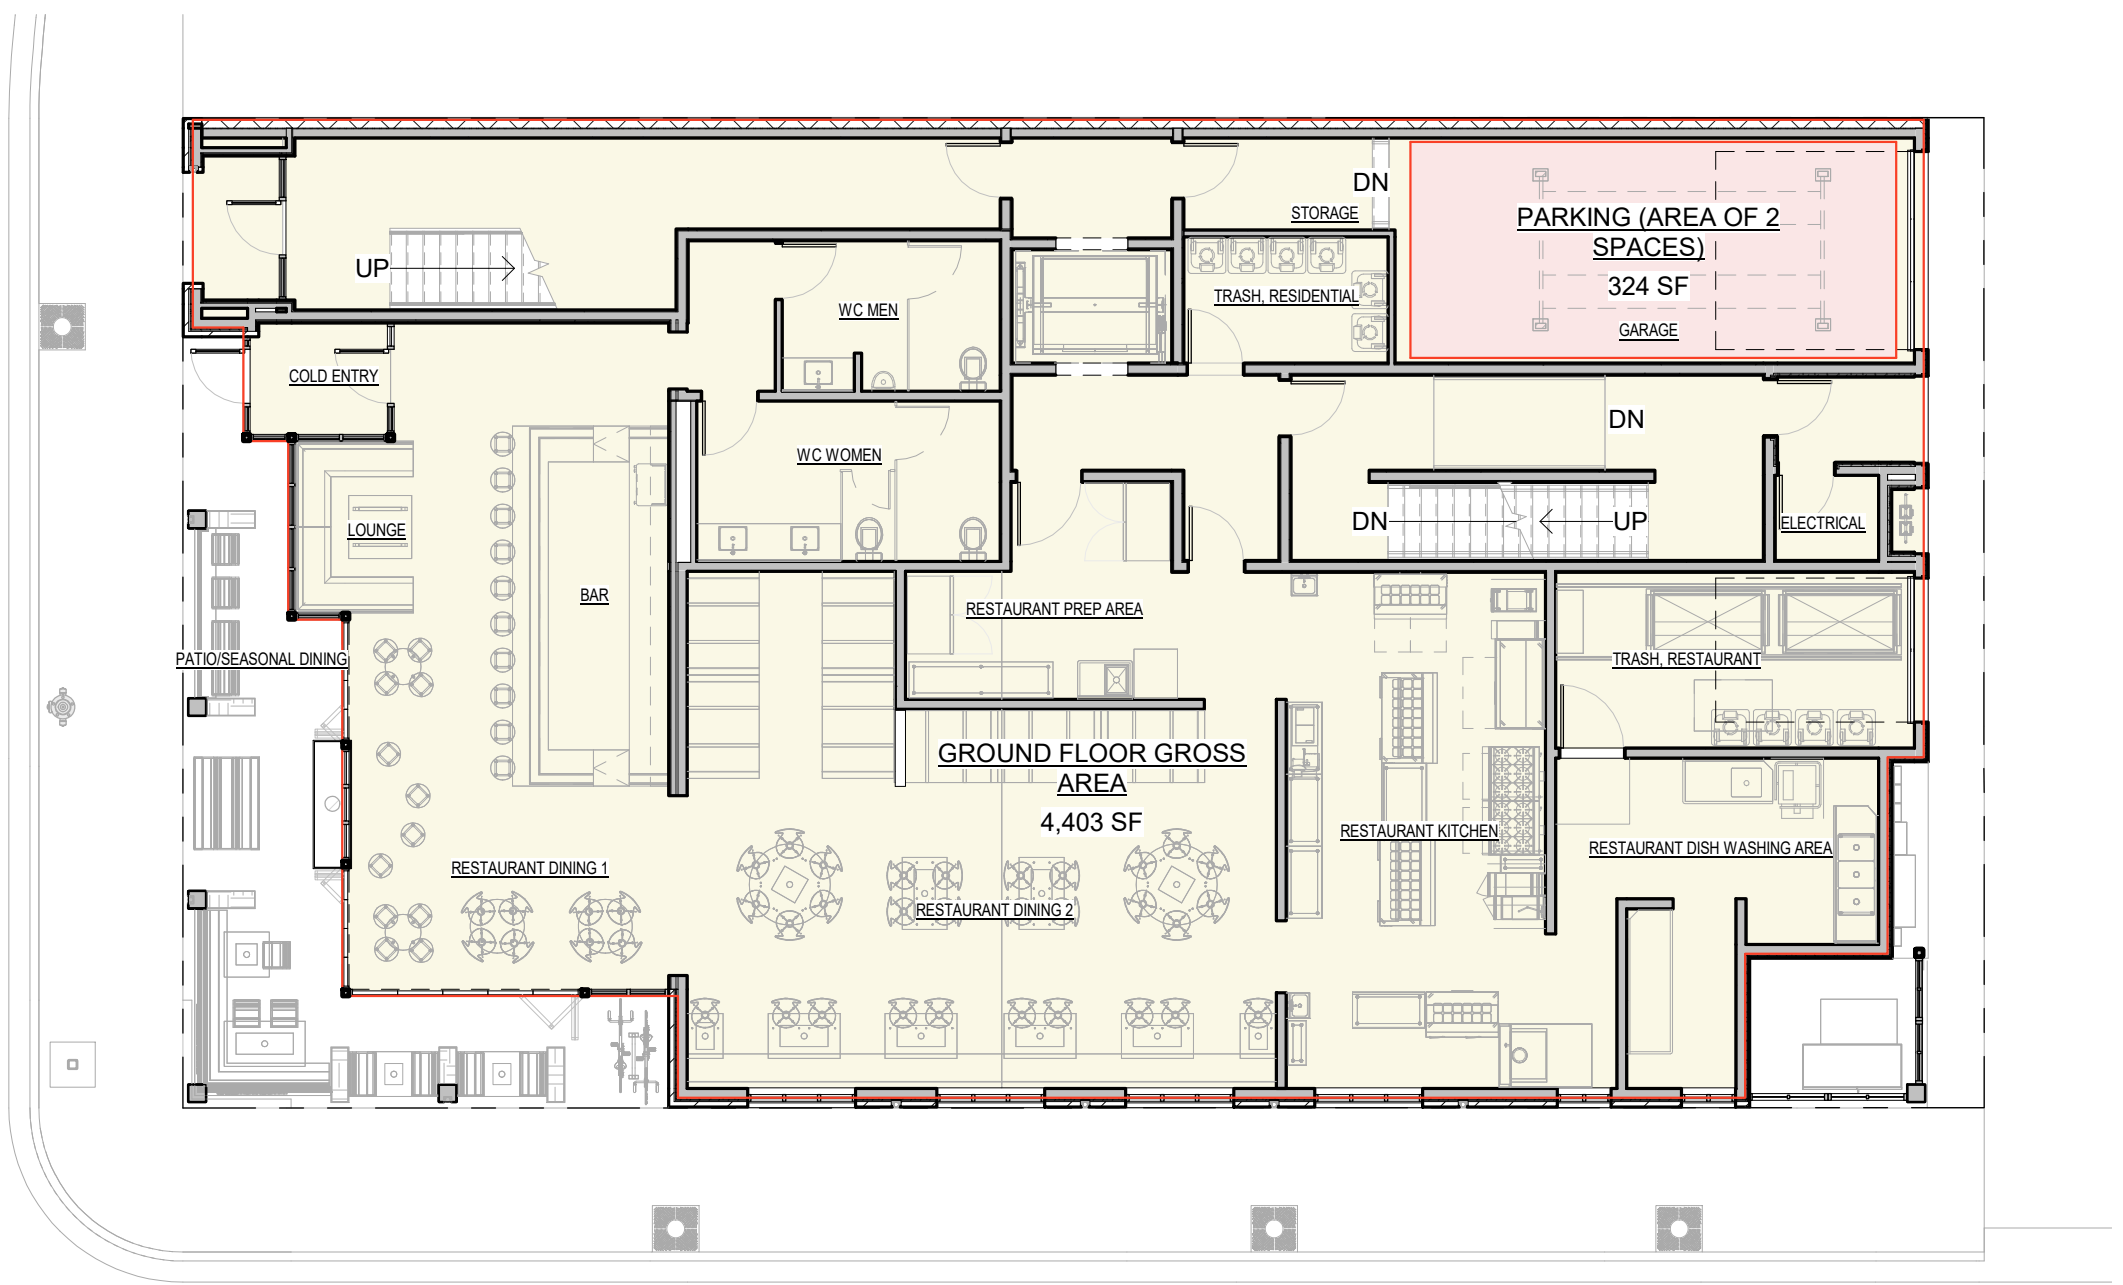 DN
STORAGE
PARKING (AREA OF 2
SPACES)
324 SF
GARAGE
UP
WC MEN
TRASH, RESIDENTIAL
COLD ENTRY
DN
WC WOMEN
LOUNGE
DN
UP
ELECTRICAL
BAR
RESTAURANT PREP AREA
PATIO/SEASONAL DINING
TRASH, RESTAURANT
GROUND FLOOR GROSS
AREA
4,403 SF
RESTAURANT KITCHEN
RESTAURANT DISH WASHING AREA
RESTAURANT DINING 1
RESTAURANT DINING 2